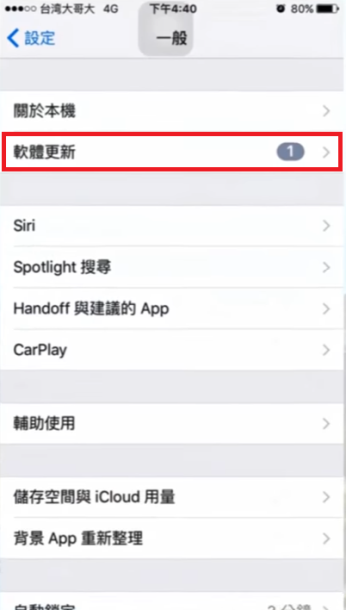 台湾大哥大 4G 下午4:40 80%
設定 一般
關於本機
軟體更新 1
Siri
Spotlight 搜尋
Handoff 與建議的 App
CarPlay
輔助使用
儲存空間與 iCloud 用量
背景 App 重新整理